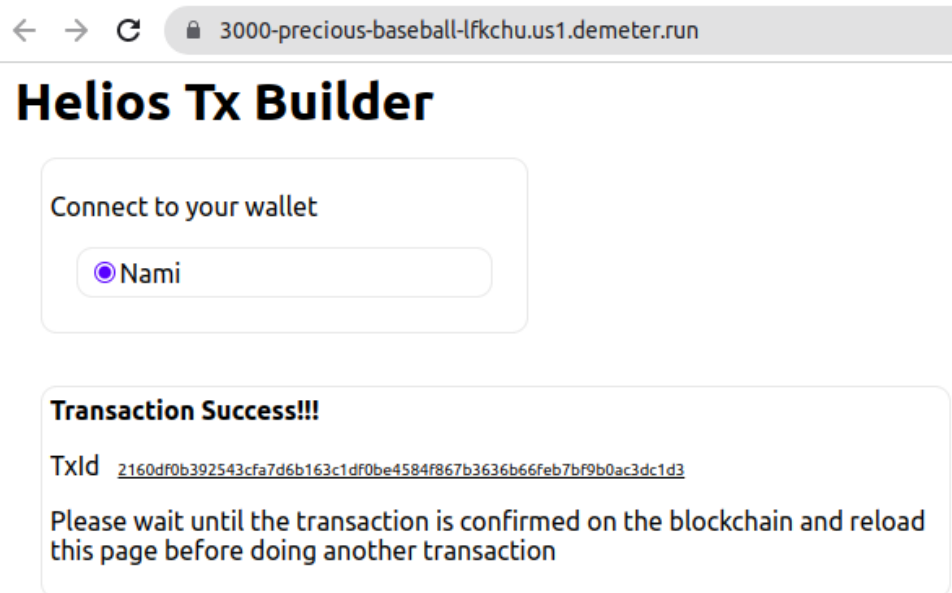 3000-precious-baseball-lfkchu.us1.demeter.run
Helios Tx Builder
Connect to your wallet
Nami
Transaction Success!!!
TxId 2160df0b392543cfa7d6b163c1df0be4584f867b3636b66feb7bf9b0ac3dc1d3
Please wait until the transaction is confirmed on the blockchain and reload
this page before doing another transaction